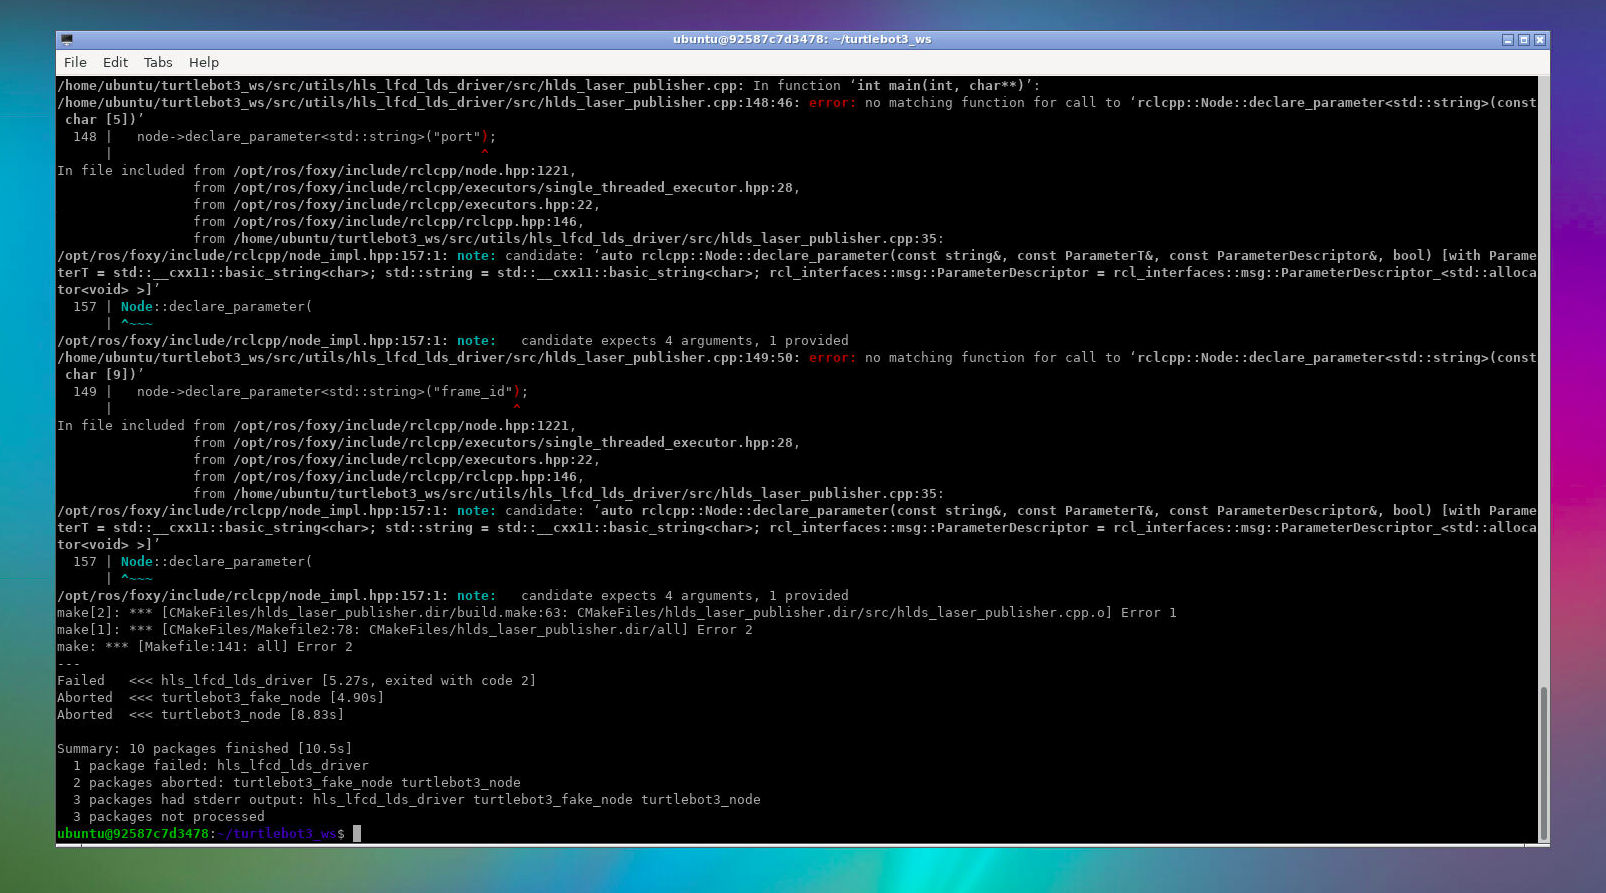 ubuntu@92587c7d3478: ~/turtlebot3_ws
File Edit Tabs Help
/home/ubuntu/turtlebot3_ws/src/utils/hls_lfcd_lds_driver/src/hlds_laser_publisher.cpp: In function ‘int main(int, char**)’:
/home/ubuntu/turtlebot3_ws/src/utils/hls_lfcd_lds_driver/src/hlds_laser_publisher.cpp:148:46: error: no matching function for call to ‘rclcpp::Node::declare_parameter<std::string>(const
 char [5])’
  148 |   node->declare_parameter<std::string>("port");
      |                                              ^
In file included from /opt/ros/foxy/include/rclcpp/node.hpp:1221,
                 from /opt/ros/foxy/include/rclcpp/executors/single_threaded_executor.hpp:28,
                 from /opt/ros/foxy/include/rclcpp/executors.hpp:22,
                 from /opt/ros/foxy/include/rclcpp/rclcpp.hpp:146,
                 from /home/ubuntu/turtlebot3_ws/src/utils/hls_lfcd_lds_driver/src/hlds_laser_publisher.cpp:35:
/opt/ros/foxy/include/rclcpp/node_impl.hpp:157:1: note: candidate: ‘auto rclcpp::Node::declare_parameter(const string&, const ParameterT&, const ParameterDescriptor&, bool) [with Parame
terT = std::__cxx11::basic_string<char>; std::string = std::__cxx11::basic_string<char>; rcl_interfaces::msg::ParameterDescriptor = rcl_interfaces::msg::ParameterDescriptor_<std::alloca
tor<void> >]’
  157 | Node::declare_parameter(
      | ^~~~
/opt/ros/foxy/include/rclcpp/node_impl.hpp:157:1: note:   candidate expects 4 arguments, 1 provided
/home/ubuntu/turtlebot3_ws/src/utils/hls_lfcd_lds_driver/src/hlds_laser_publisher.cpp:149:50: error: no matching function for call to ‘rclcpp::Node::declare_parameter<std::string>(const
 char [9])’
  149 |   node->declare_parameter<std::string>("frame_id");
      |                                                  ^
In file included from /opt/ros/foxy/include/rclcpp/node.hpp:1221,
                 from /opt/ros/foxy/include/rclcpp/executors/single_threaded_executor.hpp:28,
                 from /opt/ros/foxy/include/rclcpp/executors.hpp:22,
                 from /opt/ros/foxy/include/rclcpp/rclcpp.hpp:146,
                 from /home/ubuntu/turtlebot3_ws/src/utils/hls_lfcd_lds_driver/src/hlds_laser_publisher.cpp:35:
/opt/ros/foxy/include/rclcpp/node_impl.hpp:157:1: note: candidate: ‘auto rclcpp::Node::declare_parameter(const string&, const ParameterT&, const ParameterDescriptor&, bool) [with Parame
terT = std::__cxx11::basic_string<char>; std::string = std::__cxx11::basic_string<char>; rcl_interfaces::msg::ParameterDescriptor = rcl_interfaces::msg::ParameterDescriptor_<std::alloca
tor<void> >]’
  157 | Node::declare_parameter(
      | ^~~~
/opt/ros/foxy/include/rclcpp/node_impl.hpp:157:1: note:   candidate expects 4 arguments, 1 provided
make[2]: *** [CMakeFiles/hlds_laser_publisher.dir/build.make:63: CMakeFiles/hlds_laser_publisher.dir/src/hlds_laser_publisher.cpp.o] Error 1
make[1]: *** [CMakeFiles/Makefile2:78: CMakeFiles/hlds_laser_publisher.dir/all] Error 2
make: *** [Makefile:141: all] Error 2
---
Failed   <<< hls_lfcd_lds_driver [5.27s, exited with code 2]
Aborted  <<< turtlebot3_fake_node [4.90s]
Aborted  <<< turtlebot3_node [8.83s]

Summary: 10 packages finished [10.5s]
  1 package failed: hls_lfcd_lds_driver
  2 packages aborted: turtlebot3_fake_node turtlebot3_node
  3 packages had stderr output: hls_lfcd_lds_driver turtlebot3_fake_node turtlebot3_node
  3 packages not processed
ubuntu@92587c7d3478:~/turtlebot3_ws$